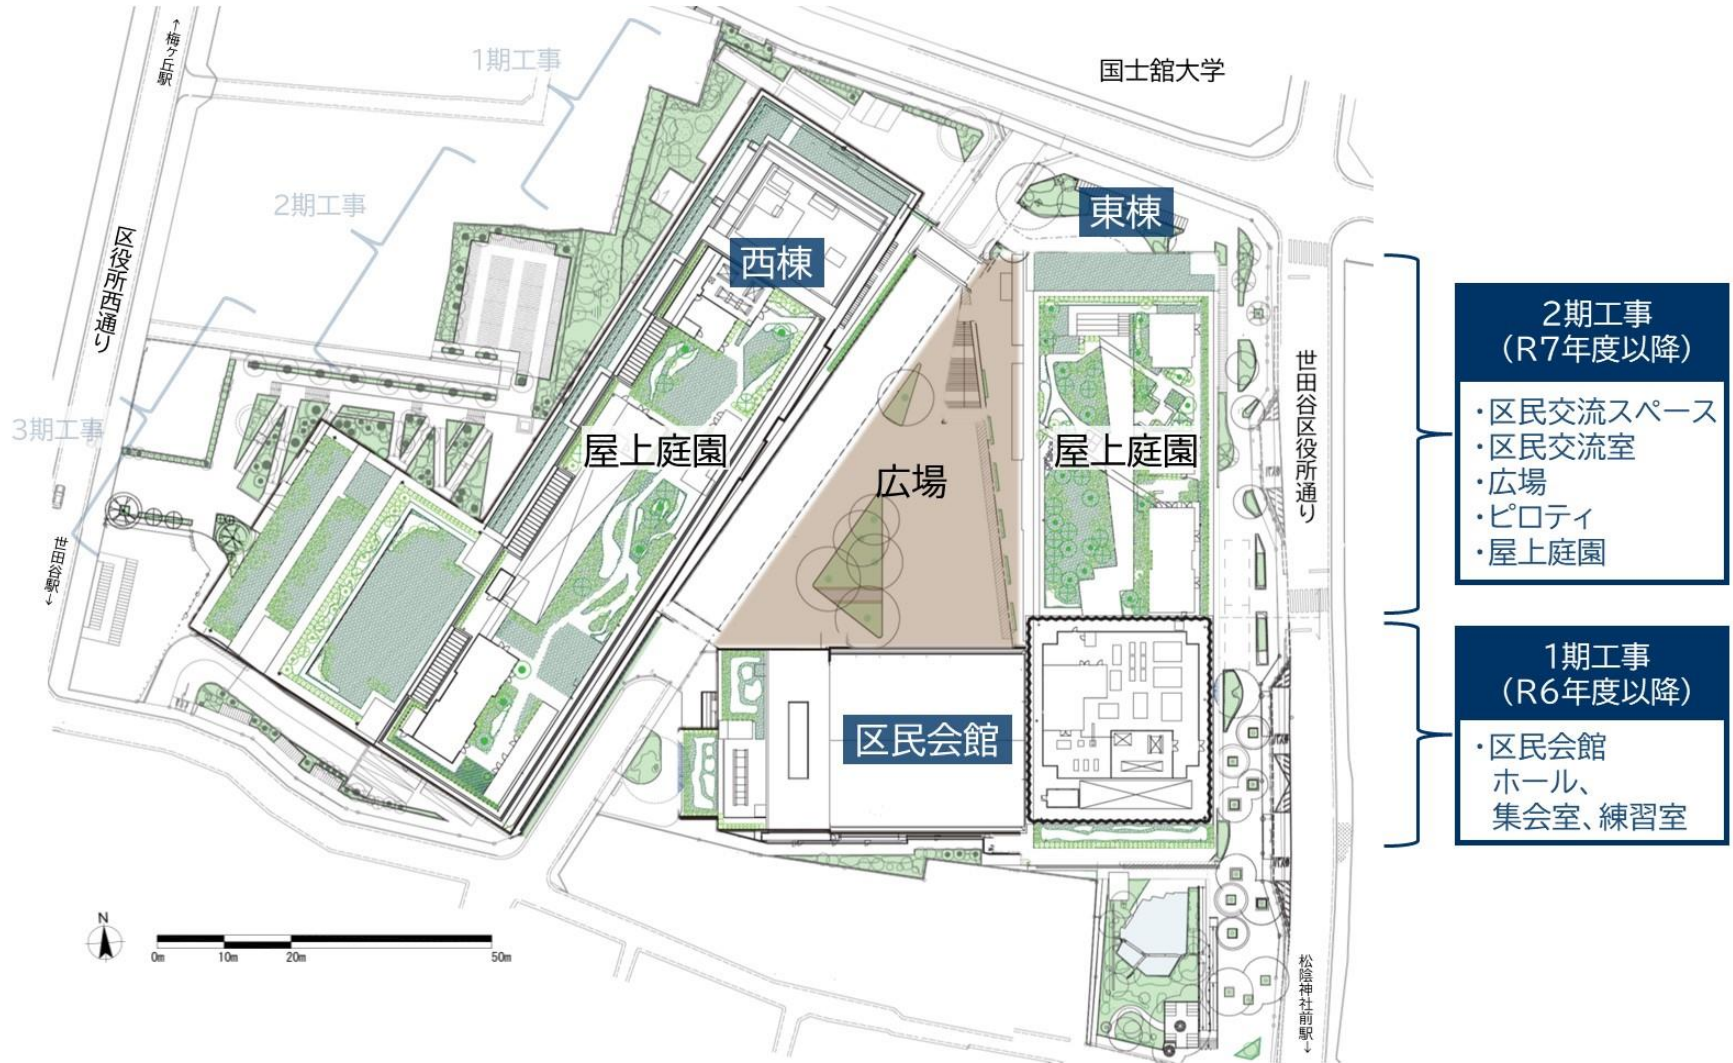 ←梅ヶ丘駅
1期工事
国士舘大学
2期工事
東棟
西棟
区役所西通り
2期工事
（R7年度以降）
・区民交流スペース
・区民交流室
・広場
・ピロティ
・屋上庭園
世田谷区役所通り
3期工事
屋上庭園
広場
屋上庭園
世田谷駅→
1期工事
（R6年度以降）
・区民会館
ホール、
集会室、練習室
区民会館
N
0m 10m 20m 50m
松陰神社前駅→